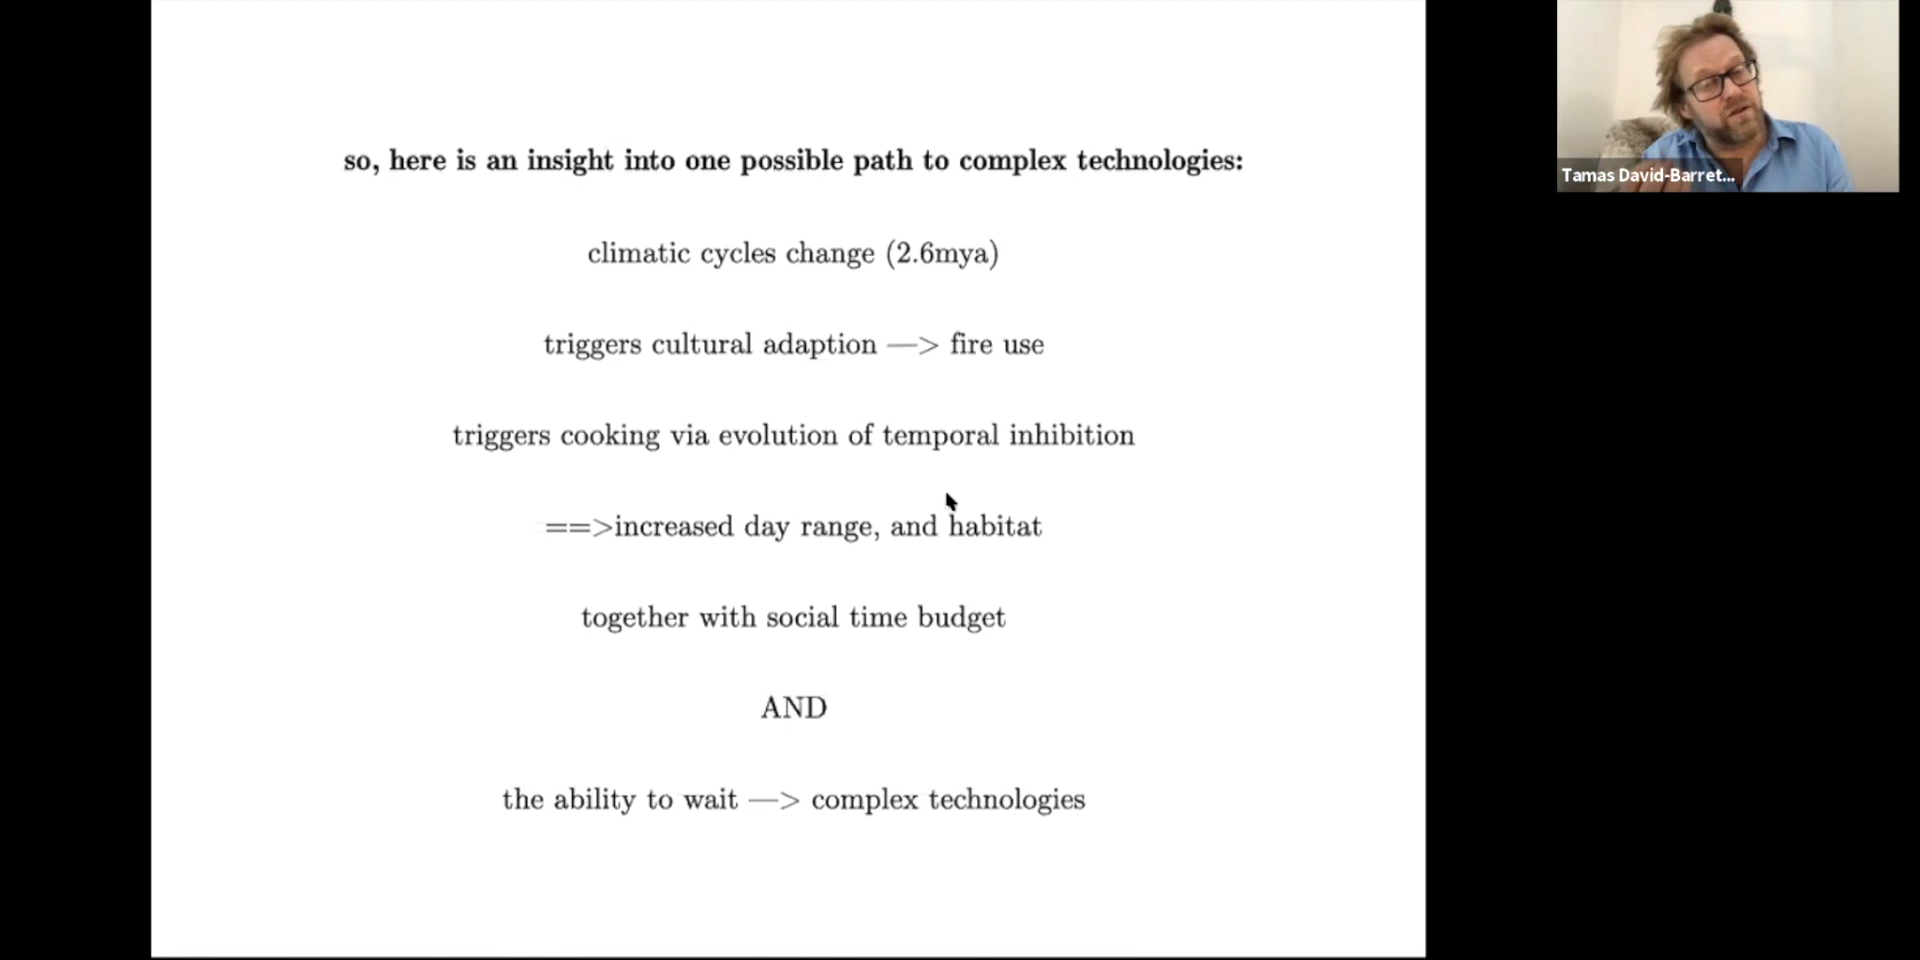 so, here is an insight into one possible path to complex technologies:
climatic cycles change (2.6mya)
triggers cultural adaption —> fire use
triggers cooking via evolution of temporal inhibition
==>increased day range, and habitat
together with social time budget
AND
the ability to wait —> complex technologies
Tamas David-Barret...